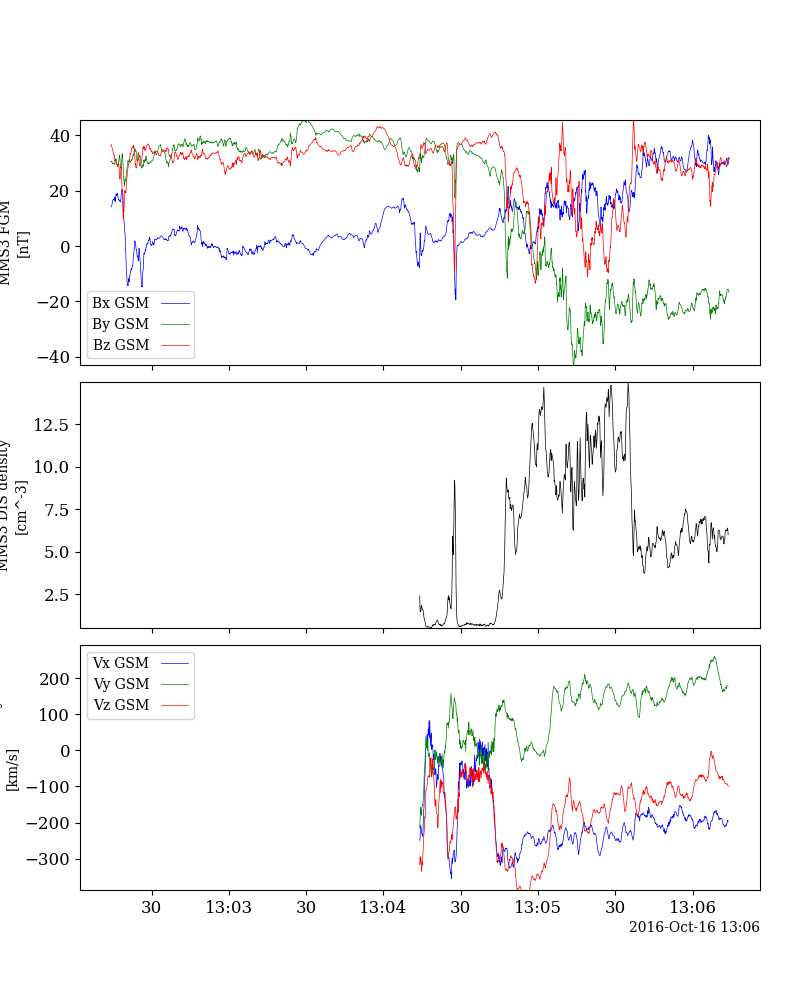 40
20
0
−20
−40
MMS3 FGM
[nT]
Bx GSM
By GSM
Bz GSM
12.5
10.0
7.5
5.0
2.5
MMS3 DIS density
[cm^-3]
Vx GSM
Vy GSM
Vz GSM
200
100
0
−100
−200
−300
[km/s]
30
13:03
30
13:04
30
13:05
30
13:06
2016-Oct-16 13:06